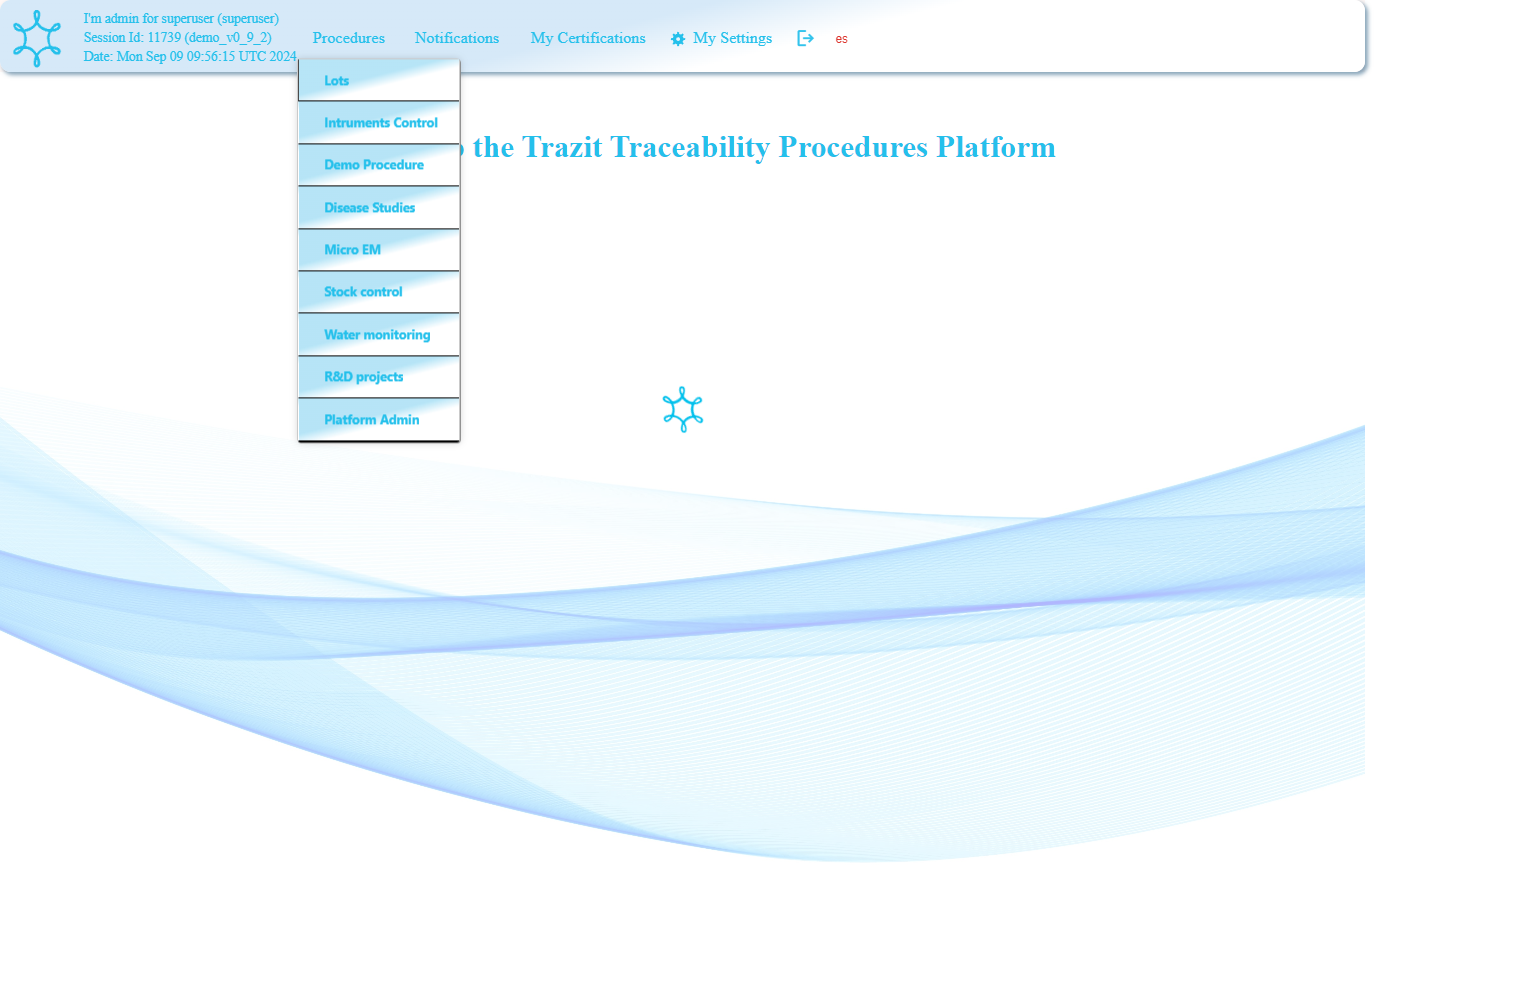 I'm admin for superuser (superuser)
Session Id: 11739 (demo_v0_9_2)
Date: Mon Sep 09 09:56:15 UTC 2024
Procedures Notifications My Certifications My Settings es
Lots
Intruments Control
the Trazit Traceability Procedures Platform
Demo Procedure
Disease Studies
Micro EM
Stock control
Water monitoring
R&D projects
Platform Admin